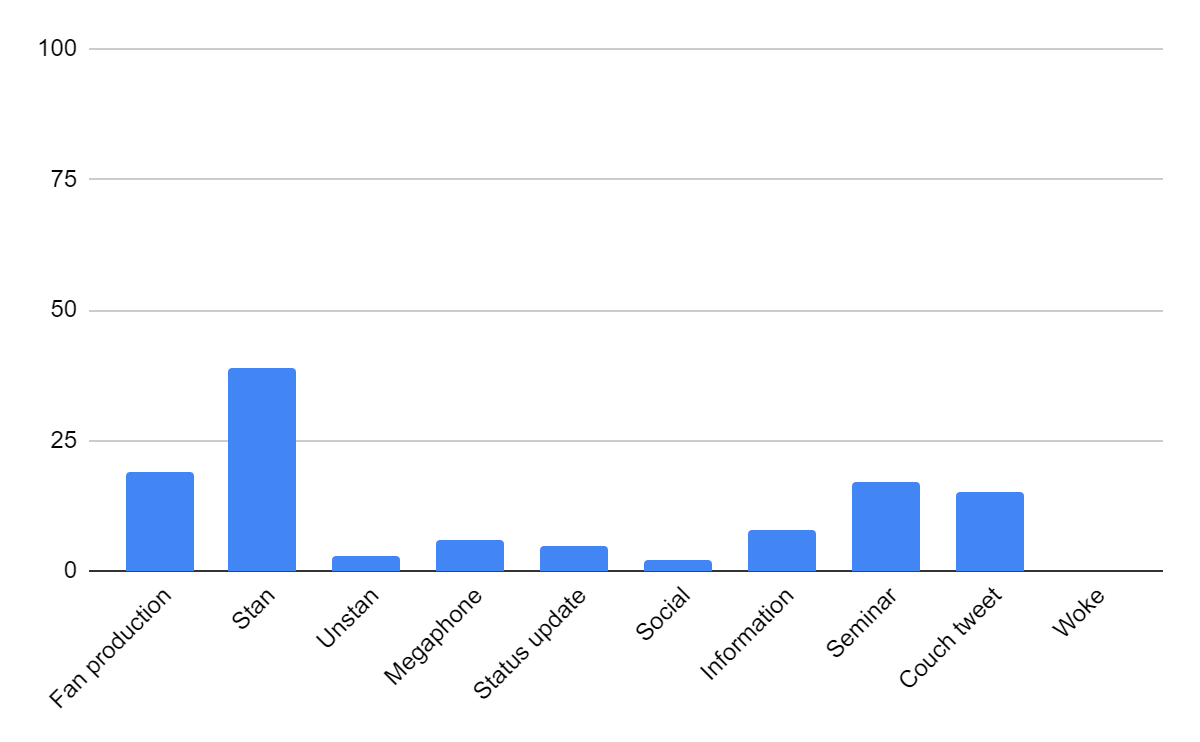 100
75
50
25
0
Fan production
Stan
Unstan
Megaphone
Status update
Social
Information
Seminar
Couch tweet
Woke